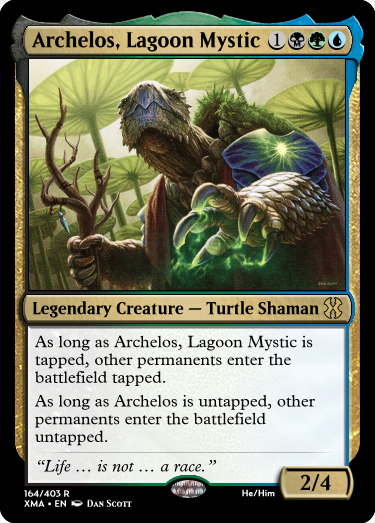 Archelos, Lagoon Mystic 1
Legendary Creature — Turtle Shaman
As long as Archelos, Lagoon Mystic is
tapped, other permanents enter the
battlefield tapped.
As long as Archelos is untapped, other
permanents enter the battlefield
untapped.
“Life … is not … a race.”
2/4
164/403 R
He/Him
XMA • EN DAN SCOTT